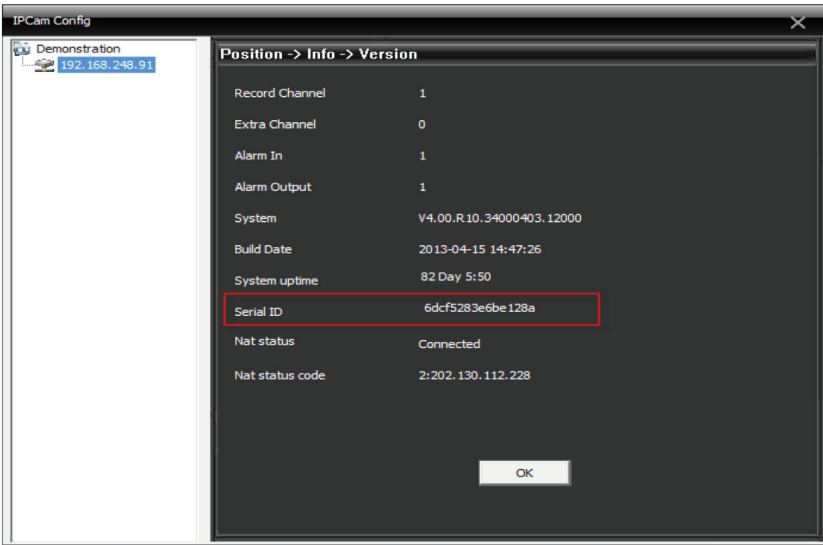 IPCam Config
Demonstration
192.168.248.91
Position -> Info -> Version
Record Channel 1
Extra Channel 0
Alarm In 1
Alarm Output 1
System V4.00.R10.34000403.12000
Build Date 2013-04-15 14:47:26
System uptime 82 Day 5:50
Serial ID 6dcf5283e6be128a
Nat status Connected
Nat status code 2:202.130.112.228
OK